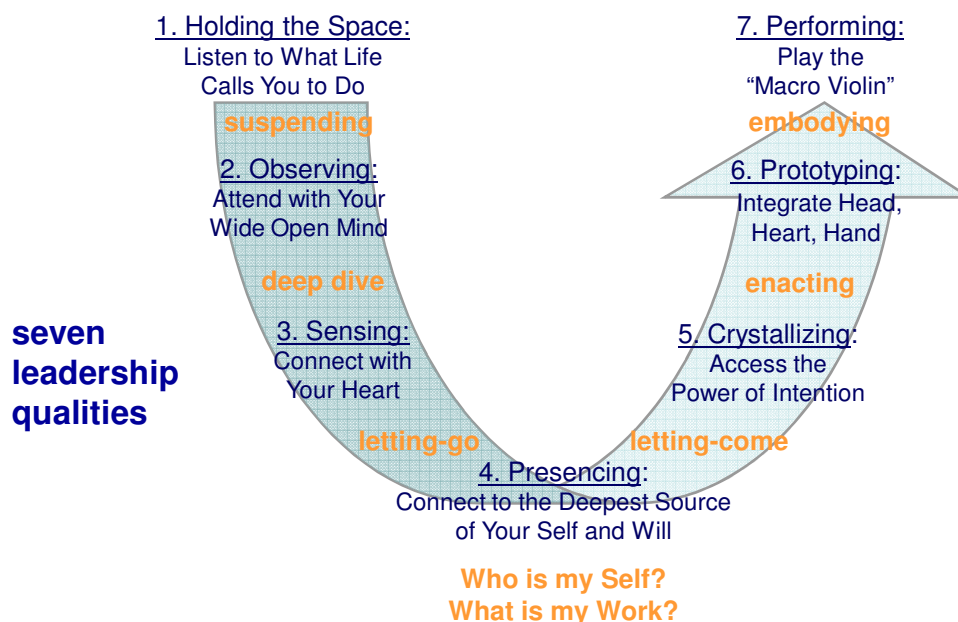 1. Holding the Space:
Listen to What Life
Calls You to Do
suspending
2. Observing:
Attend with Your
Wide Open Mind
deep dive
3. Sensing:
Connect with
Your Heart
letting-go
seven
leadership
qualities
4. Presencing:
Connect to the Deepest Source
of Your Self and Will
Who is my Self?
What is my Work?
letting-come
5. Crystallizing:
Access the
Power of Intention
enacting
6. Prototyping:
Integrate Head,
Heart, Hand
embodying
7. Performing:
Play the
“Macro Violin”